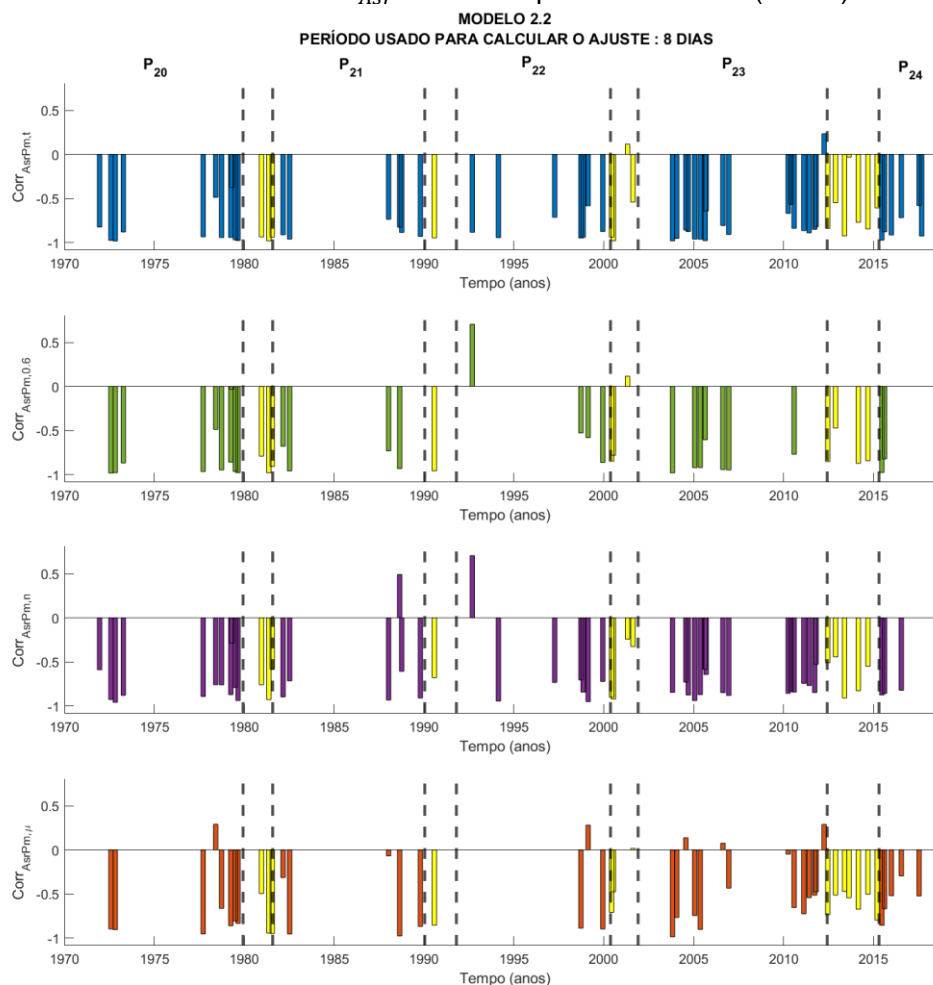 MODELO 2.2
PERÍODO USADO PARA CALCULAR O AJUSTE : 8 DIAS
P20 P21 P22 P23 P24
0.5
0
-0.5
-1
Corr_AsrPm,t
1970 1975 1980 1985 1990 1995 2000 2005 2010 2015
Tempo (anos)
0.5
0
-0.5
-1
Corr_AsrPm,0.6
1970 1975 1980 1985 1990 1995 2000 2005 2010 2015
Tempo (anos)
0.5
0
-0.5
-1
Corr_AsrPm,n
1970 1975 1980 1985 1990 1995 2000 2005 2010 2015
Tempo (anos)
0.5
0
-0.5
-1
Corr_AsrPm,μ
1970 1975 1980 1985 1990 1995 2000 2005 2010 2015
Tempo (anos)